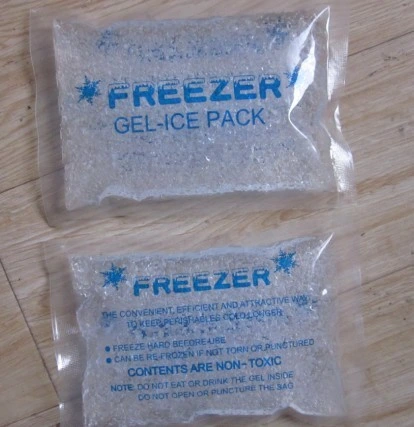 FREEZER
GEL-ICE PACK
FREEZER
THE CONVENIENT, EFFICIENT AND ATTRACTIVE WAY
TO KEEP PERISHABLES COLD LONGER
● FREEZE HARD BEFORE USE
● CAN BE RE-FROZEN IF NOT TORN OR PUNCTURED
CONTENTS ARE NON-TOXIC
NOTE: DO NOT EAT OR DRINK THE GEL INSIDE
DO NOT OPEN OR PUNCTURE THE BAG